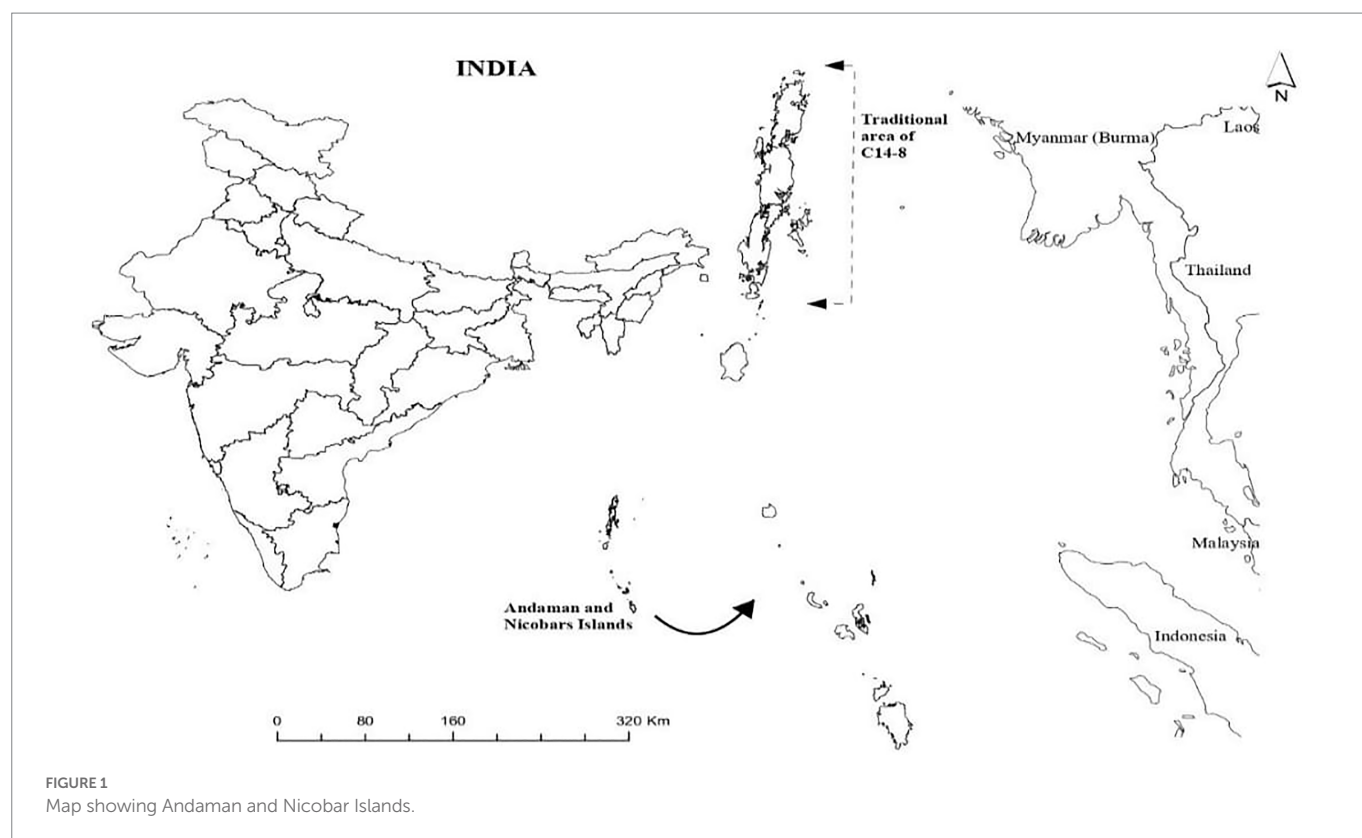 INDIA
N
Traditional
area of
C14-8
Myanmar (Burma)
Laos
Thailand
Malaysia
Indonesia
Andaman and
Nicobars Islands
0 80 160 320 Km
FIGURE 1
Map showing Andaman and Nicobar Islands.